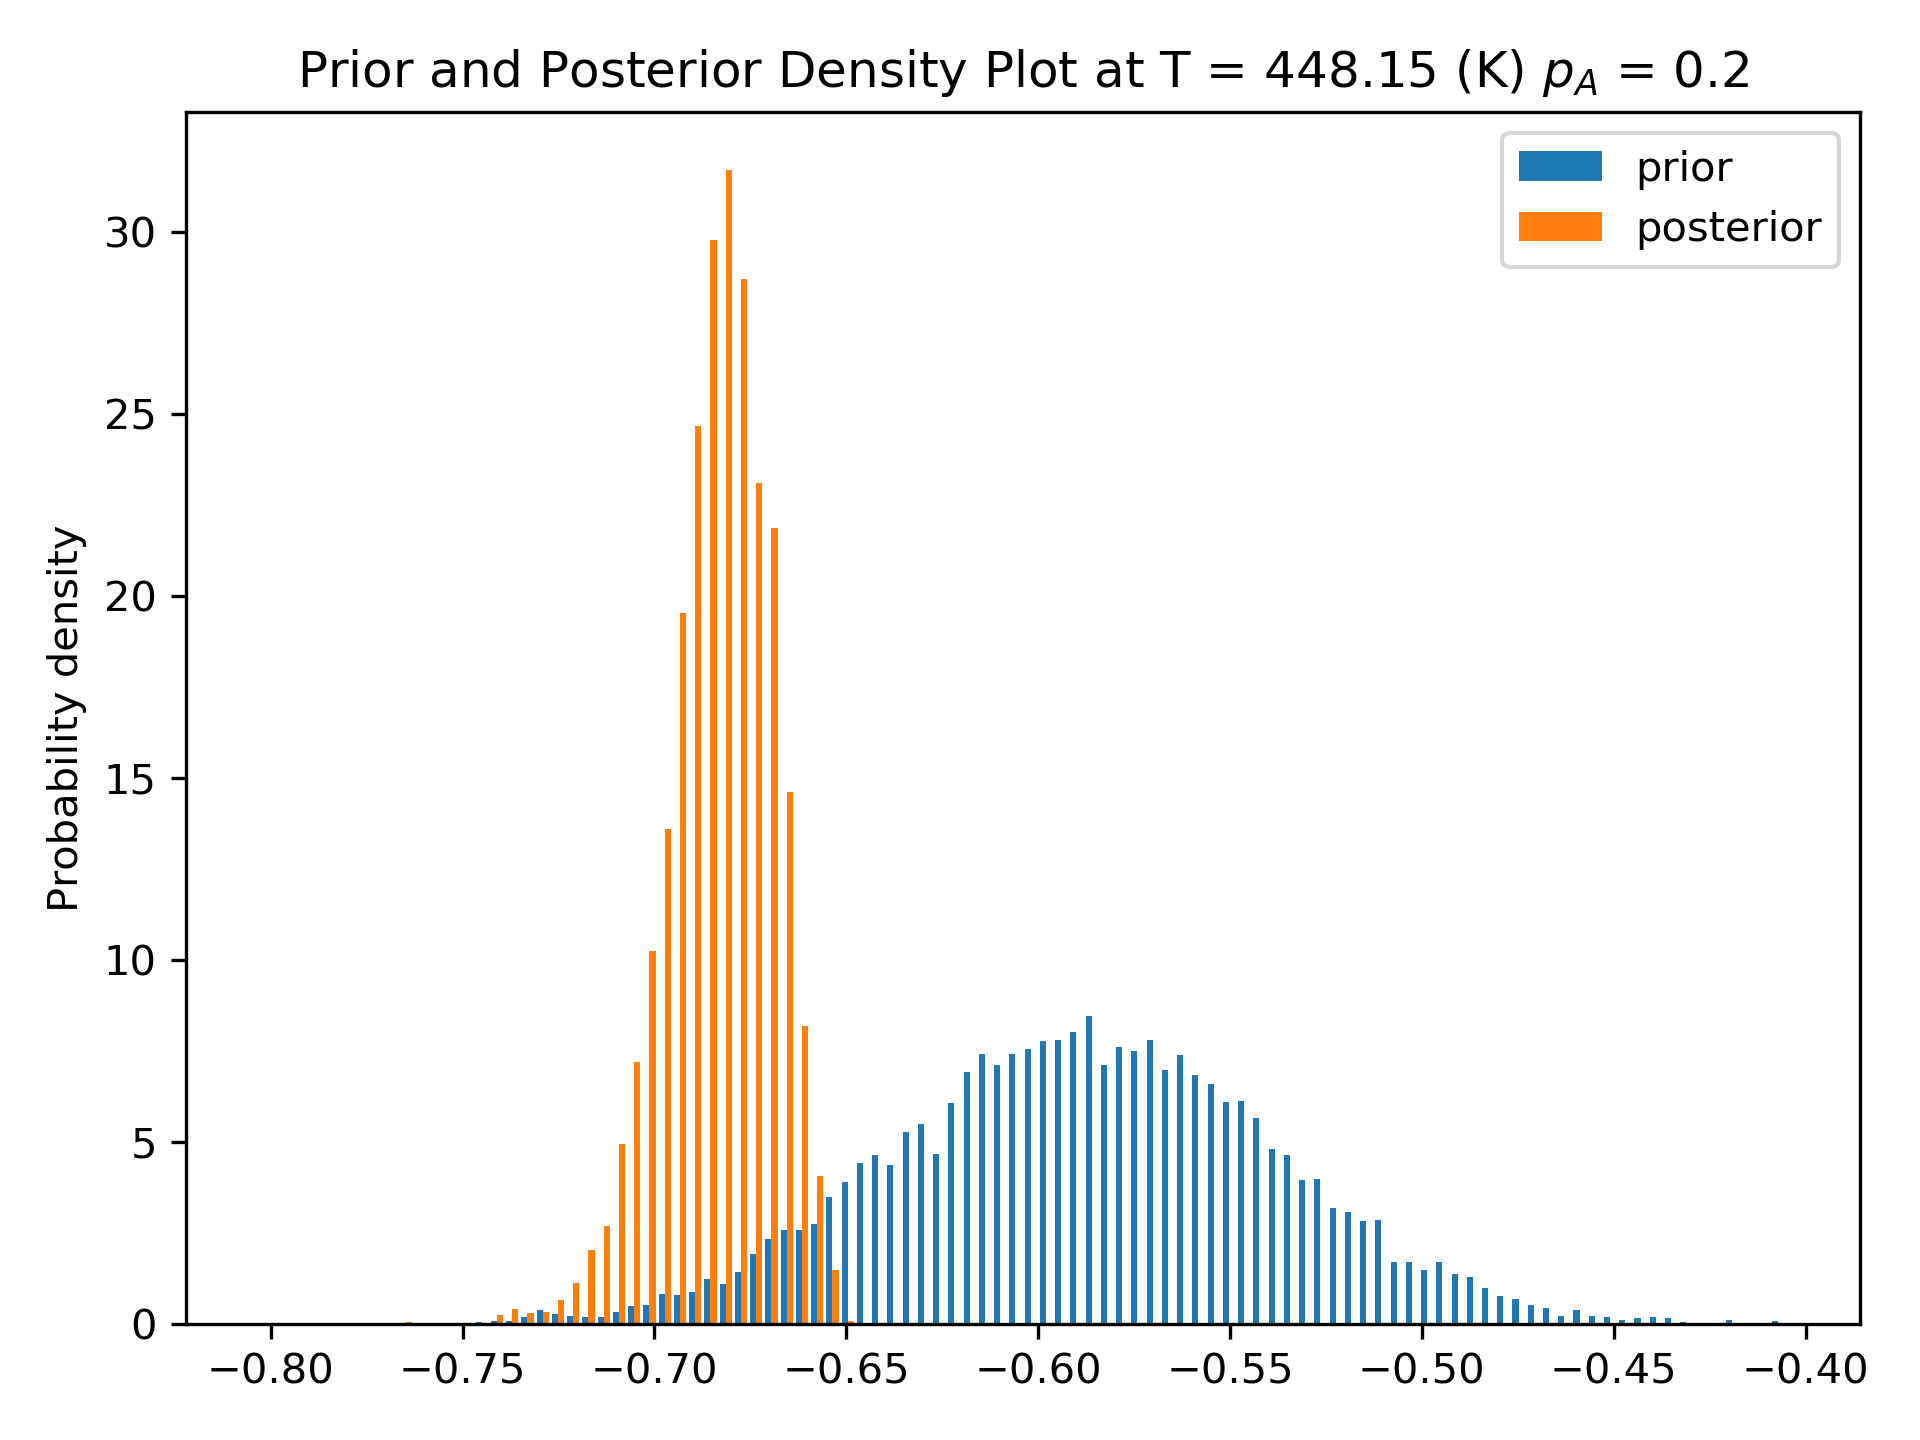 Prior and Posterior Density Plot at T = 448.15 (K) p_A = 0.2
prior
posterior
Probability density
30
25
20
15
10
5
0
−0.80 −0.75 −0.70 −0.65 −0.60 −0.55 −0.50 −0.45 −0.40